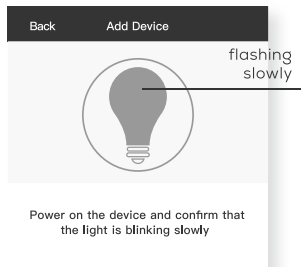 Back Add Device
flashing
slowly
Power on the device and confirm that
the light is blinking slowly